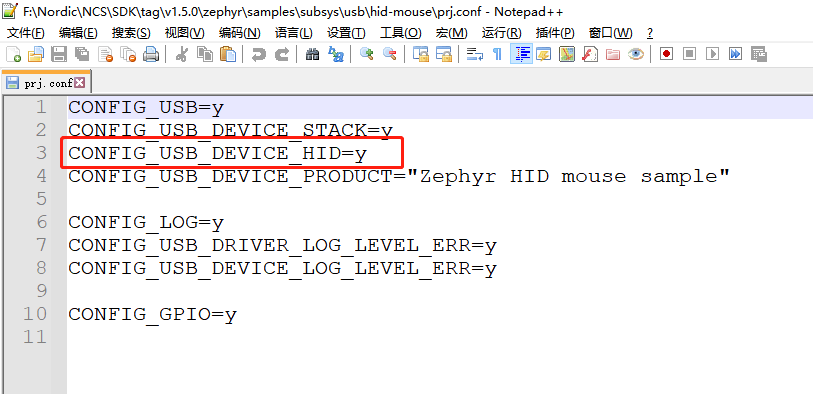 F:\Nordic\NCS\SDK\tag\v1.5.0\zephyr\samples\subsys\usb\hid-mouse\prj.conf - Notepad++
文件(F) 编辑(E) 搜索(S) 视图(V) 编码(N) 语言(L) 设置(T) 工具(O) 宏(M) 运行(R) 插件(P) 窗口(W) ?
prj.conf
1 CONFIG_USB=y
2 CONFIG_USB_DEVICE_STACK=y
3 CONFIG_USB_DEVICE_HID=y
4 CONFIG_USB_DEVICE_PRODUCT="Zephyr HID mouse sample"
5
6 CONFIG_LOG=y
7 CONFIG_USB_DRIVER_LOG_LEVEL_ERR=y
8 CONFIG_USB_DEVICE_LOG_LEVEL_ERR=y
9
10 CONFIG_GPIO=y
11